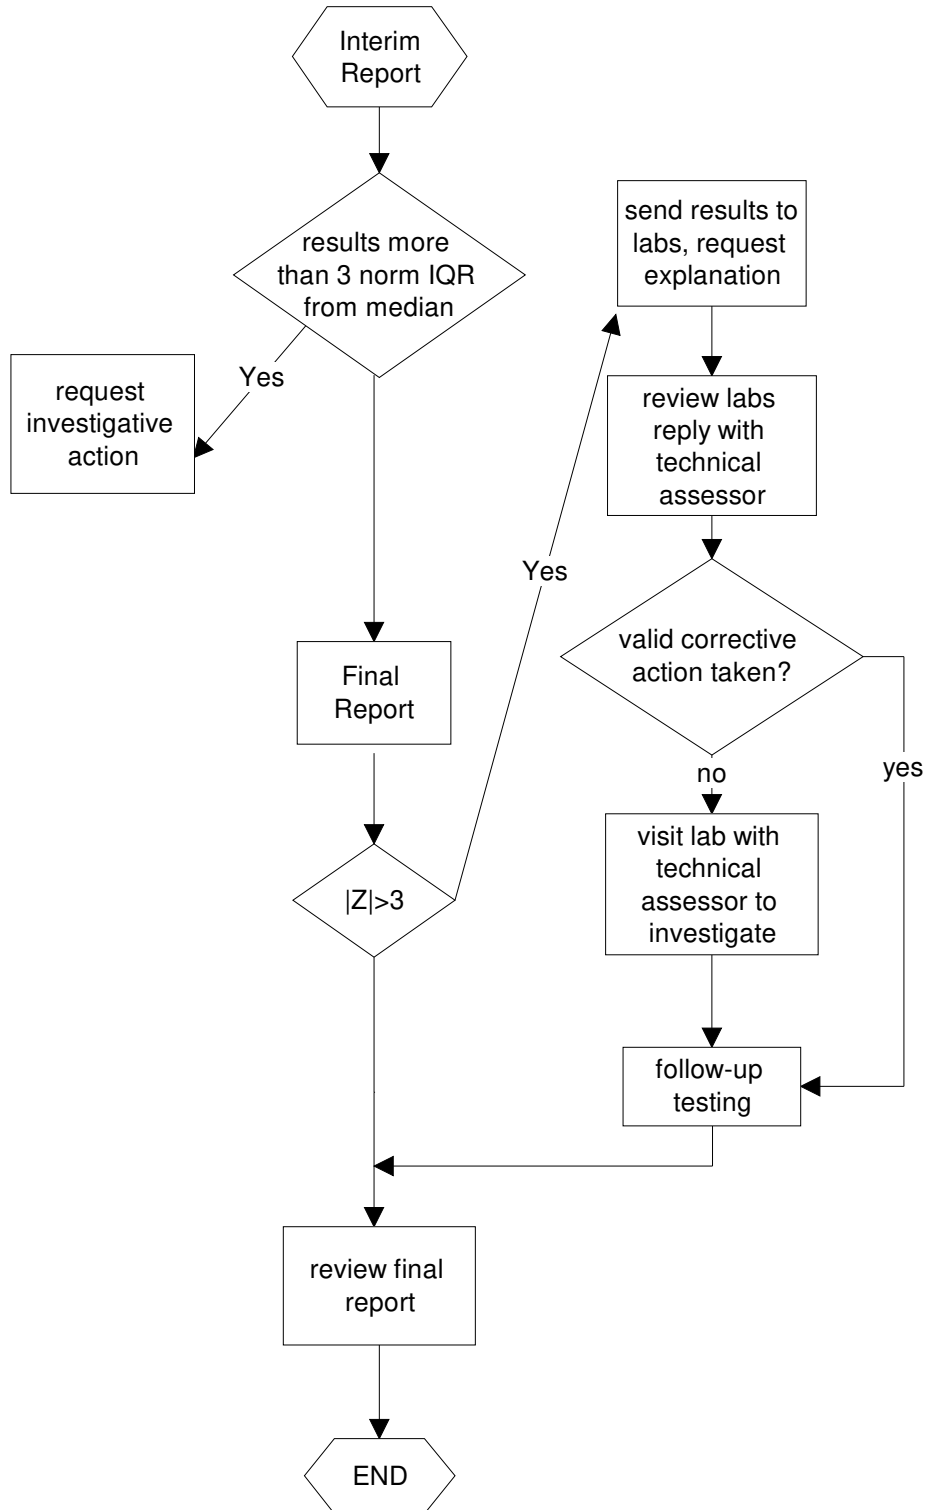 Interim
Report
results more
than 3 norm IQR
from median
Yes
request
investigative
action
Final
Report
|Z|>3
Yes
send results to
labs, request
explanation
review labs
reply with
technical
assessor
valid corrective
action taken?
no
yes
visit lab with
technical
assessor to
investigate
follow-up
testing
review final
report
END